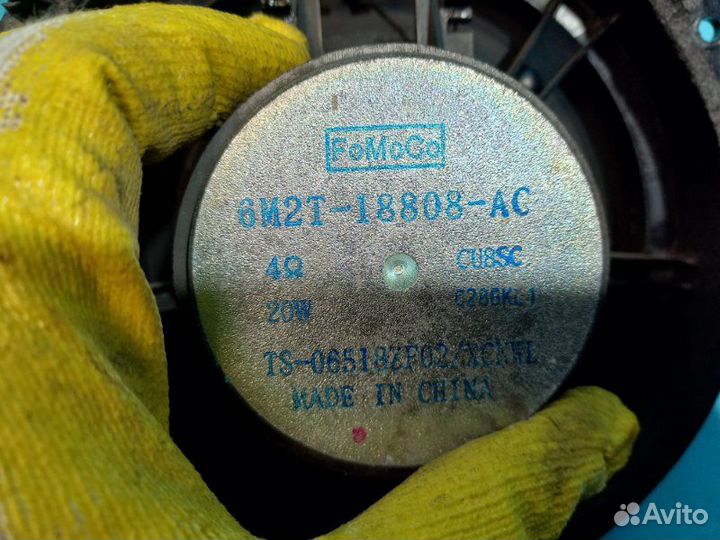 FoMoCo
6M2T-18808-AC
4Ω CU8SC
20W
MADE IN CHINA
Avito